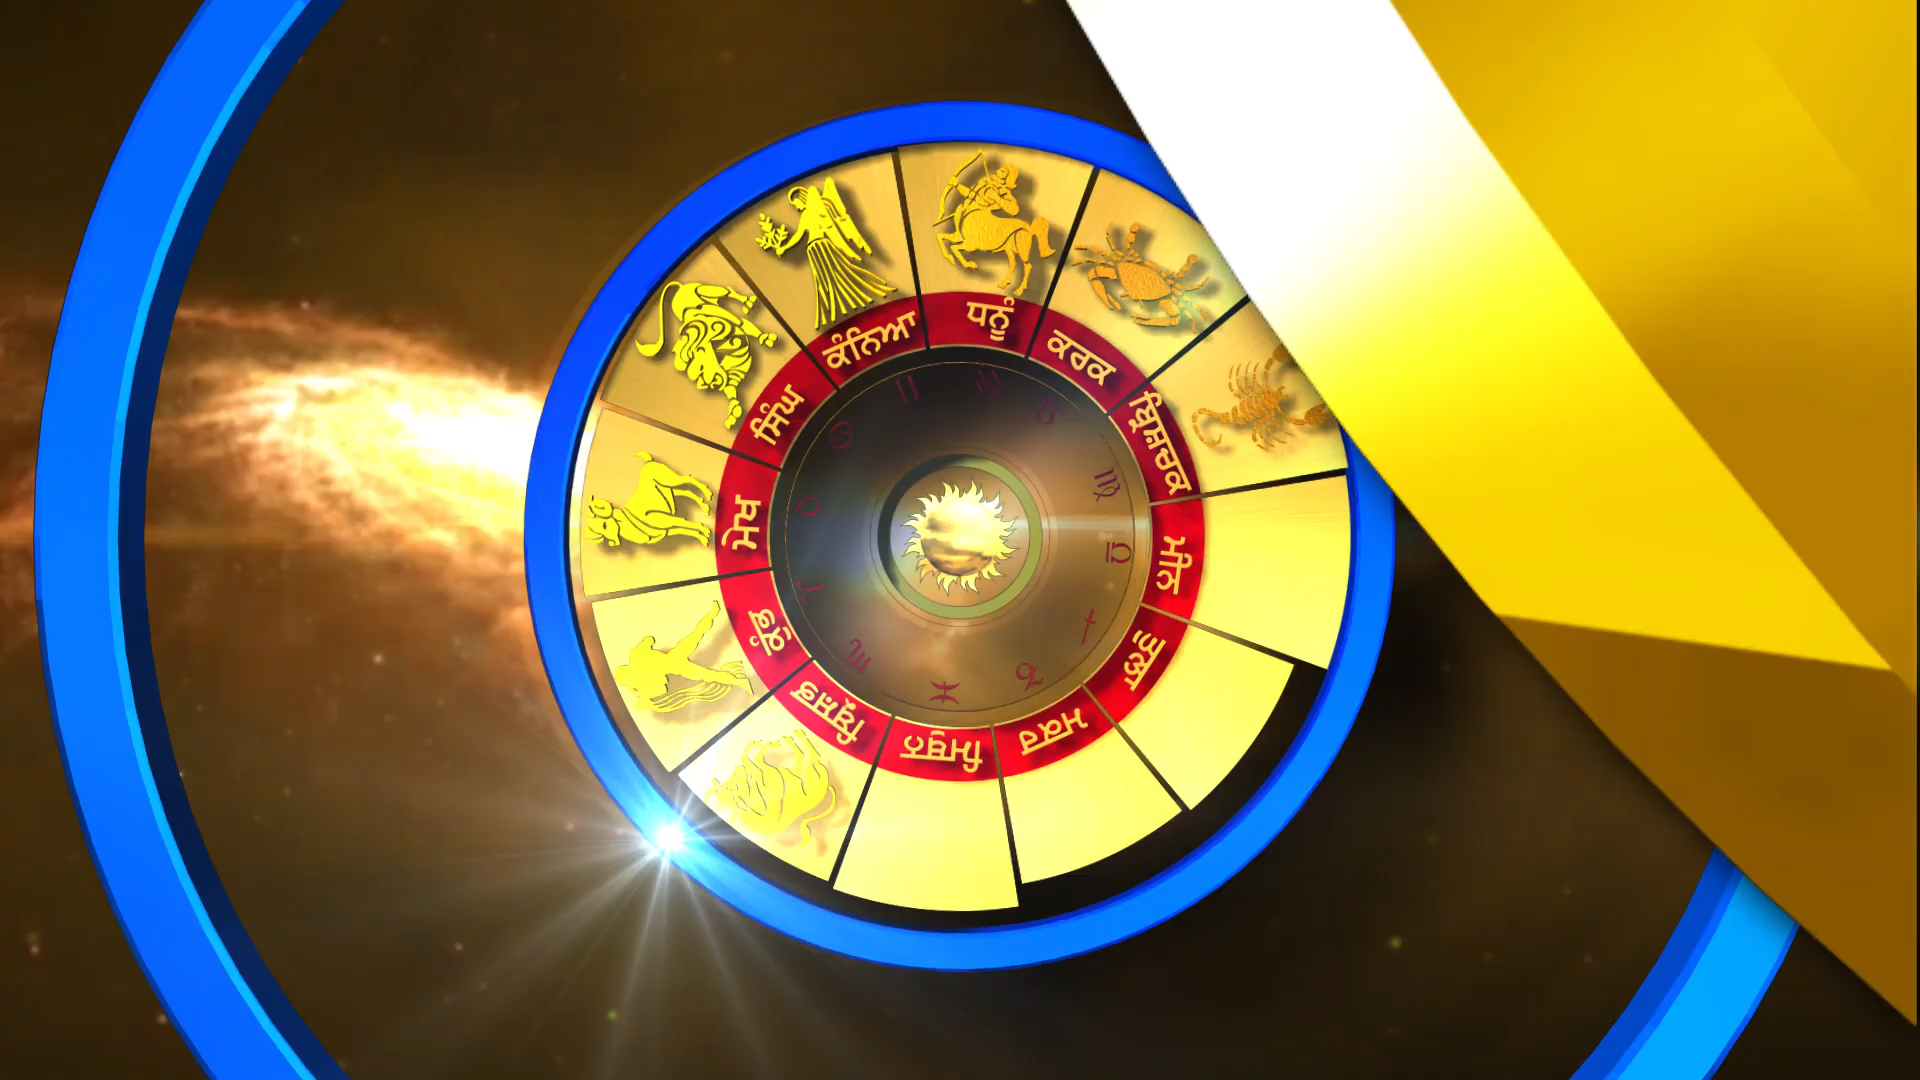 ਧਨੂੰ
ਕਰਕ
ਬ੍ਰਿਸ਼ਚਕ
ਮੀਨ
ਤੁਲਾ
ਮਕਰ
ਮਿਥੁਨ
ਬ੍ਰਿਸ਼ਭ
ਕੁੰਭ
ਮੇਖ
ਸਿੰਘ
ਕੰਨਿਆ